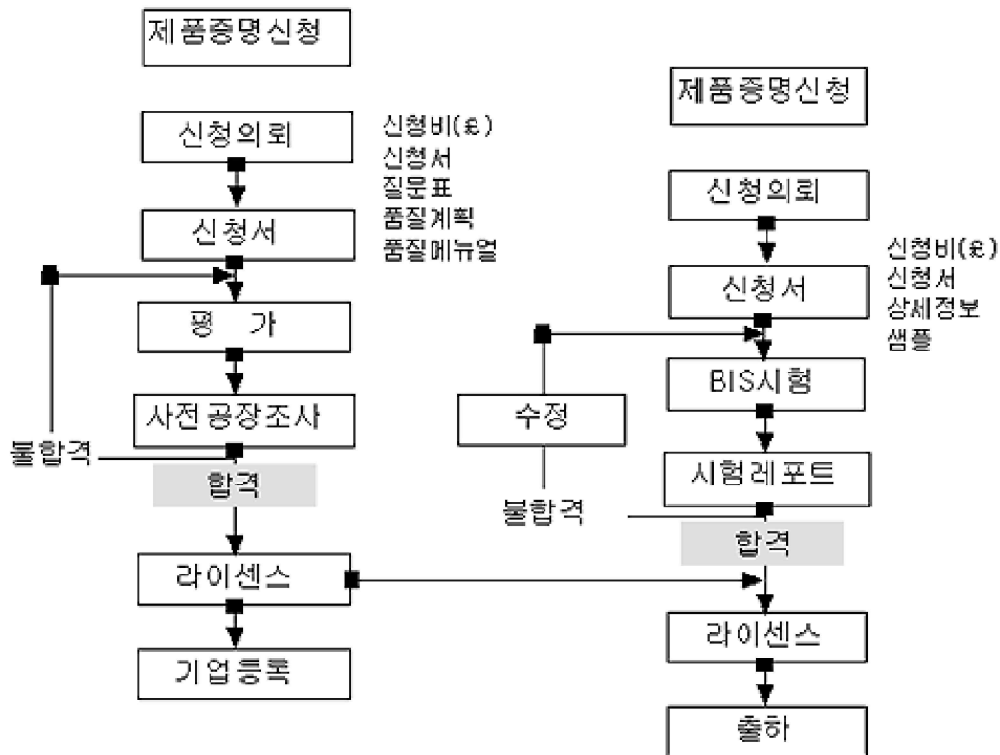 제품증명신청
신청의뢰
신청비(£)
신청서
질문표
품질계획
품질메뉴얼
신청서
평 가
사전공장조사
불합격
합격
라이센스
기업등록
제품증명신청
신청의뢰
신청비(£)
신청서
상세정보
샘플
신청서
BIS시험
수정
시험레포트
불합격
합격
라이센스
출하